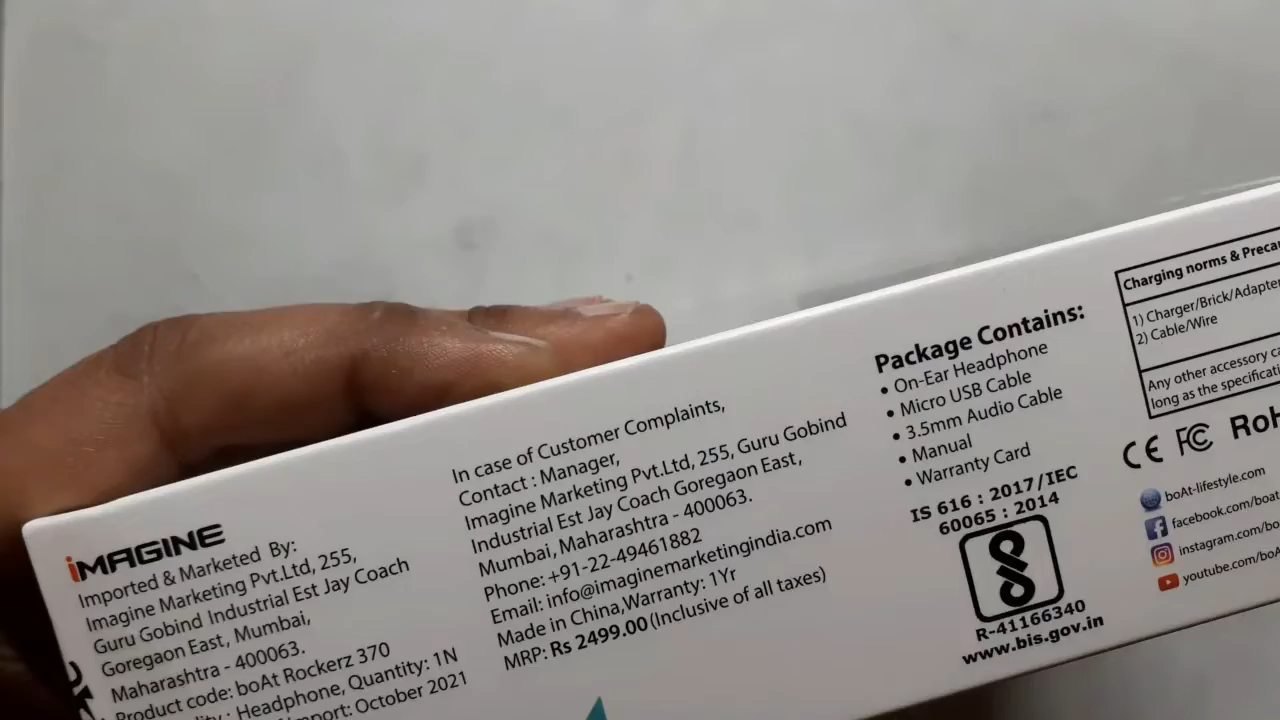 iMAGINE
Imported & Marketed By:
Imagine Marketing Pvt.Ltd, 255,
Guru Gobind Industrial Est Jay Coach
Goregaon East, Mumbai,
Maharashtra - 400063.
Product code: boAt Rockerz 370
: Headphone, Quantity: 1N
mport: October 2021
In case of Customer Complaints,
Contact : Manager,
Imagine Marketing Pvt.Ltd, 255, Guru Gobind
Industrial Est Jay Coach Goregaon East,
Mumbai, Maharashtra - 400063.
Phone: +91-22-49461882
Email: info@imaginemarketingindia.com
Made in China,Warranty: 1Yr
MRP: Rs 2499.00 (Inclusive of all taxes)
Package Contains:
• On-Ear Headphone
• Micro USB Cable
• 3.5mm Audio Cable
• Manual
• Warranty Card
IS 616 : 2017/IEC
60065 : 2014
R-41166340
www.bis.gov.in
Charging norms & Preca
1) Charger/Brick/Adapter
2) Cable/Wire
Any other accessory ca
long as the specificati
CE FC RoH
boAt-lifestyle.com
facebook.com/boat
instagram.com/bo
youtube.com/boA